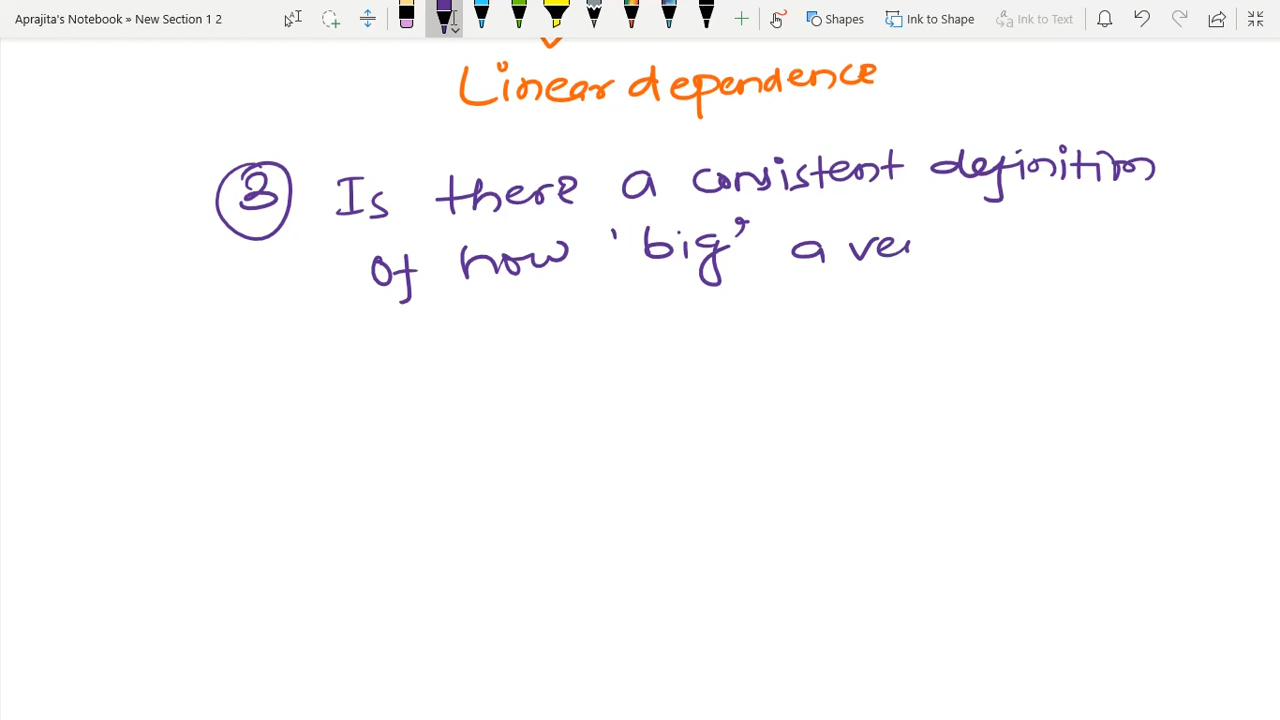 Aprajita's Notebook » New Section 1 2
Shapes
Ink to Shape
Ink to Text
Linear dependence
3 Is there a consistent definition
of how 'big' a ve